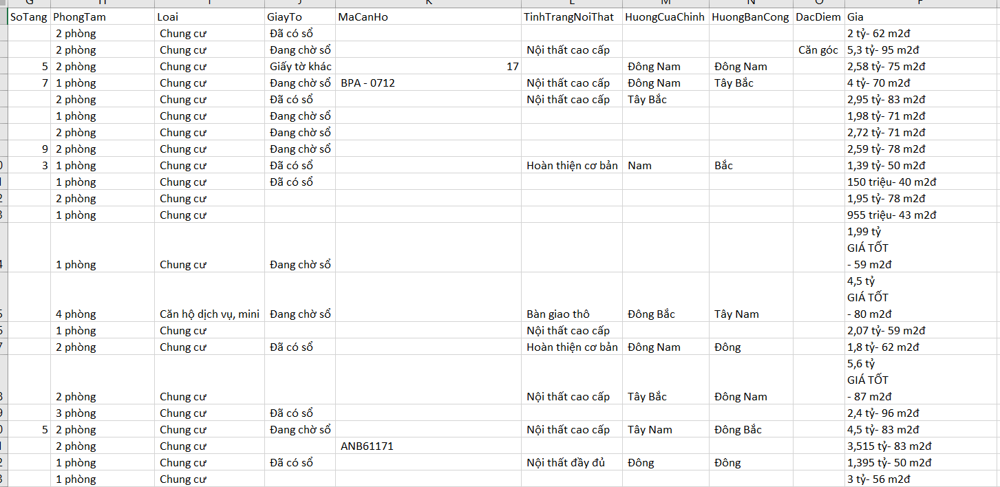 G H I J K L M N O P
SoTang PhongTam Loai GiayTo MaCanHo TinhTrangNoiThat HuongCuaChinh HuongBanCong DacDiem Gia
2 phòng Chung cư Đã có sổ 2 tỷ- 62 m2đ
2 phòng Chung cư Đang chờ sổ Nội thất cao cấp Căn góc 5,3 tỷ- 95 m2đ
5 2 phòng Chung cư Giấy tờ khác 17 Đông Nam Đông Nam 2,58 tỷ- 75 m2đ
7 1 phòng Chung cư Đang chờ sổ BPA - 0712 Nội thất cao cấp Đông Nam Tây Bắc 4 tỷ- 70 m2đ
2 phòng Chung cư Đã có sổ Nội thất cao cấp Tây Bắc 2,95 tỷ- 83 m2đ
1 phòng Chung cư Đang chờ sổ 1,98 tỷ- 71 m2đ
2 phòng Chung cư Đang chờ sổ 2,72 tỷ- 71 m2đ
9 2 phòng Chung cư Đang chờ sổ 2,59 tỷ- 78 m2đ
3 1 phòng Chung cư Đã có sổ Hoàn thiện cơ bản Nam Bắc 1,39 tỷ- 50 m2đ
1 phòng Chung cư Đã có sổ 150 triệu- 40 m2đ
2 phòng Chung cư 1,95 tỷ- 78 m2đ
1 phòng Chung cư 955 triệu- 43 m2đ
1,99 tỷ
GIÁ TỐT
1 phòng Chung cư Đang chờ sổ - 59 m2đ
4,5 tỷ
GIÁ TỐT
4 phòng Căn hộ dịch vụ, mini Đang chờ sổ Bàn giao thô Đông Bắc Tây Nam - 80 m2đ
1 phòng Chung cư Nội thất cao cấp 2,07 tỷ- 59 m2đ
2 phòng Chung cư Đã có sổ Hoàn thiện cơ bản Đông Nam Đông 1,8 tỷ- 62 m2đ
5,6 tỷ
GIÁ TỐT
2 phòng Chung cư Nội thất cao cấp Tây Bắc Đông Nam - 87 m2đ
3 phòng Chung cư Đã có sổ 2,4 tỷ- 96 m2đ
5 2 phòng Chung cư Đang chờ sổ Nội thất cao cấp Tây Nam Đông Bắc 4,5 tỷ- 83 m2đ
2 phòng Chung cư ANB61171 3,515 tỷ- 83 m2đ
1 phòng Chung cư Đã có sổ Nội thất đầy đủ Đông Đông 1,395 tỷ- 50 m2đ
1 phòng Chung cư 3 tỷ- 56 m2đ